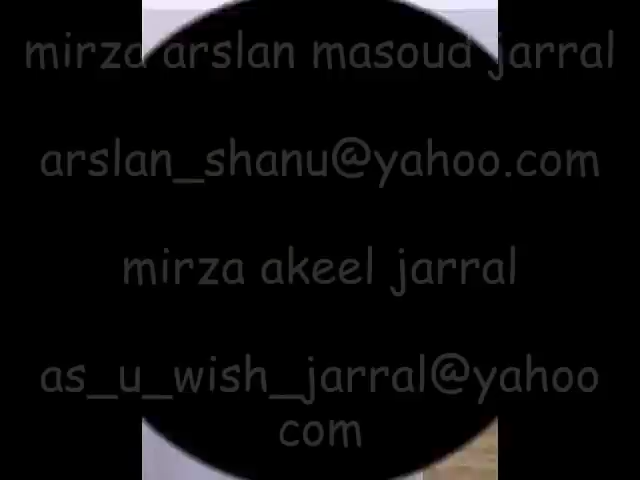 mirza arslan masoud jarral
arslan_shanu@yahoo.com
mirza akeel jarral
as_u_wish_jarral@yahoo
com